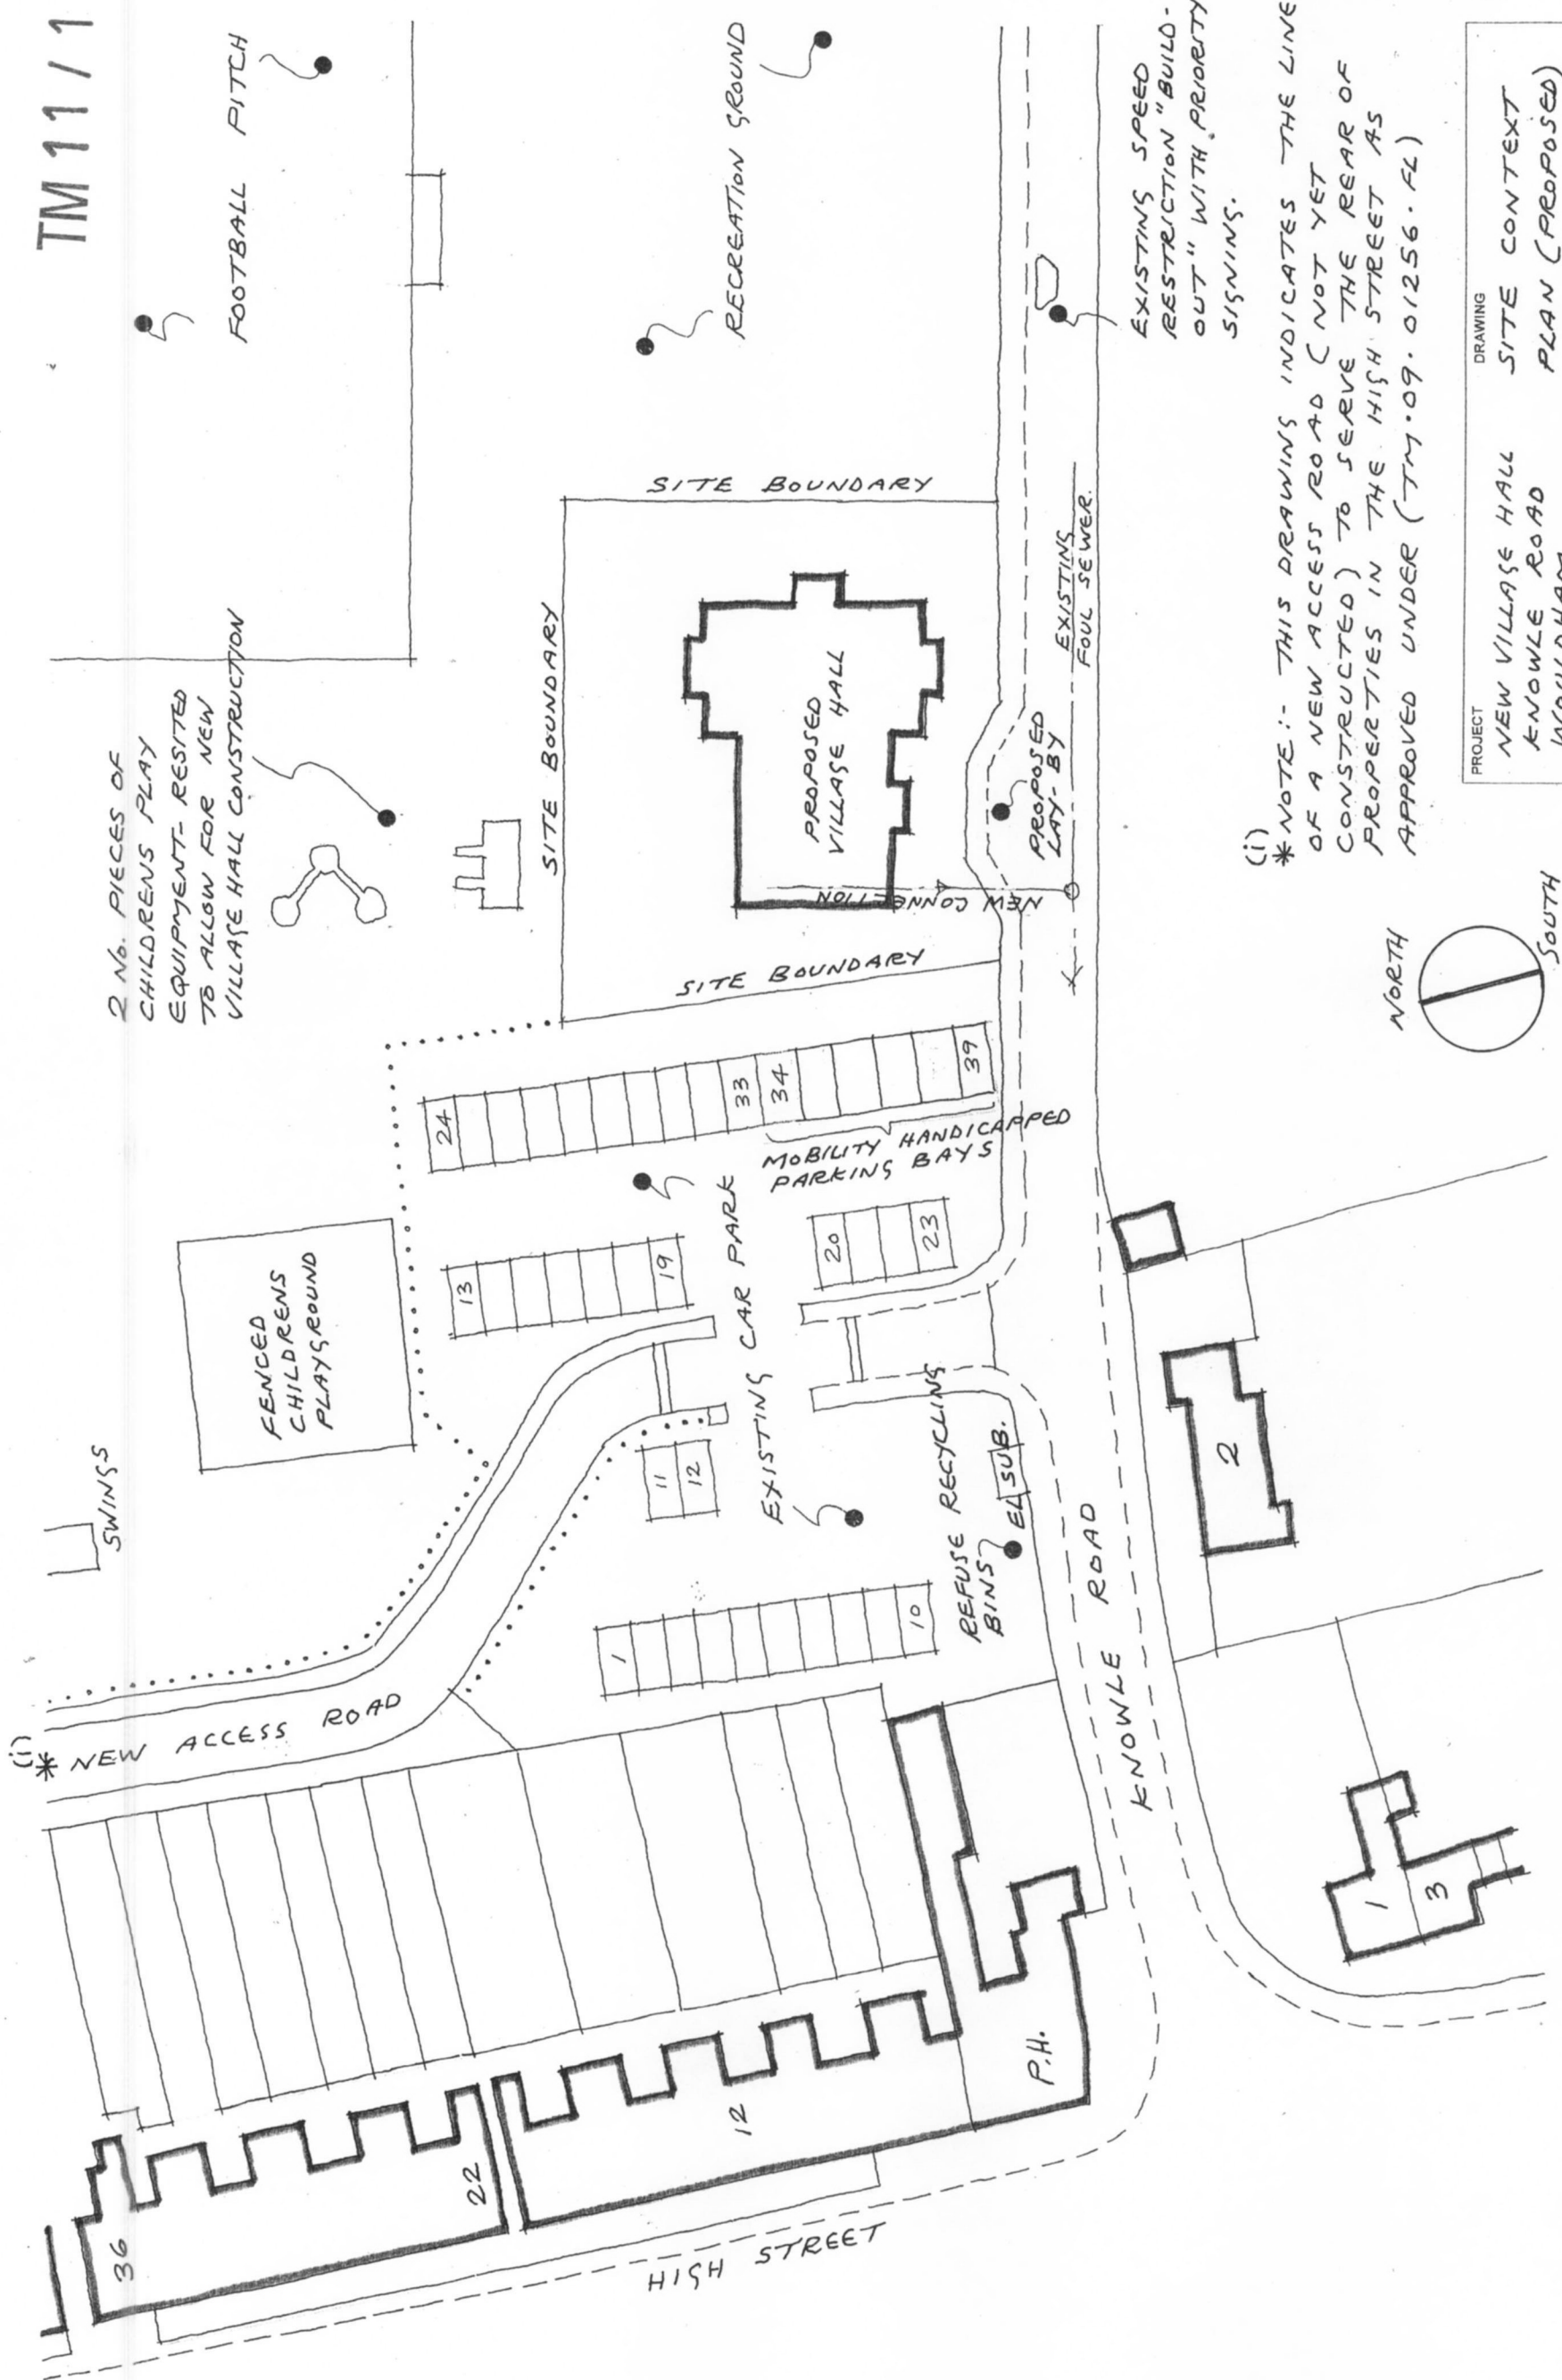 TM 11 / 1
FOOTBALL PITCH
RECREATION GROUND
2 No. PIECES OF
CHILDRENS PLAY
EQUIPMENT- RESITED
TO ALLOW FOR NEW
VILLAGE HALL CONSTRUCTION
SITE BOUNDARY
SITE BOUNDARY
SITE BOUNDARY
PROPOSED
VILLAGE HALL
NEW CONNECTION
PROPOSED
LAY-BY
EXISTING
FOUL SEWER.
EXISTING SPEED
RESTRICTION "BUILD-
OUT" WITH PRIORITY
SIGNING.
SWINGS
FENCED
CHILDRENS
PLAYGROUND
(i)
* NEW ACCESS ROAD
EXISTING CAR PARK
24
33
34
39
MOBILITY HANDICAPPED
PARKING BAYS
13
19
20
23
11
12
1
10
REFUSE RECYCLING
BINS
EL SUB.
KNOWLE ROAD
HIGH STREET
36
22
12
P.H.
2
1
3
(i)
* NOTE :- THIS DRAWING INDICATES THE LINE
OF A NEW ACCESS ROAD ( NOT YET
CONSTRUCTED ) TO SERVE THE REAR OF
PROPERTIES IN THE HIGH STREET AS
APPROVED UNDER ( TM.09.01256.FL )
NORTH
SOUTH
PROJECT
NEW VILLAGE HALL
KNOWLE ROAD
WOULDHAM
DRAWING
SITE CONTEXT
PLAN (PROPOSED)